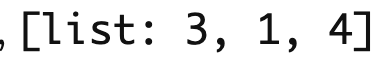 ,[list: 3, 1, 4]